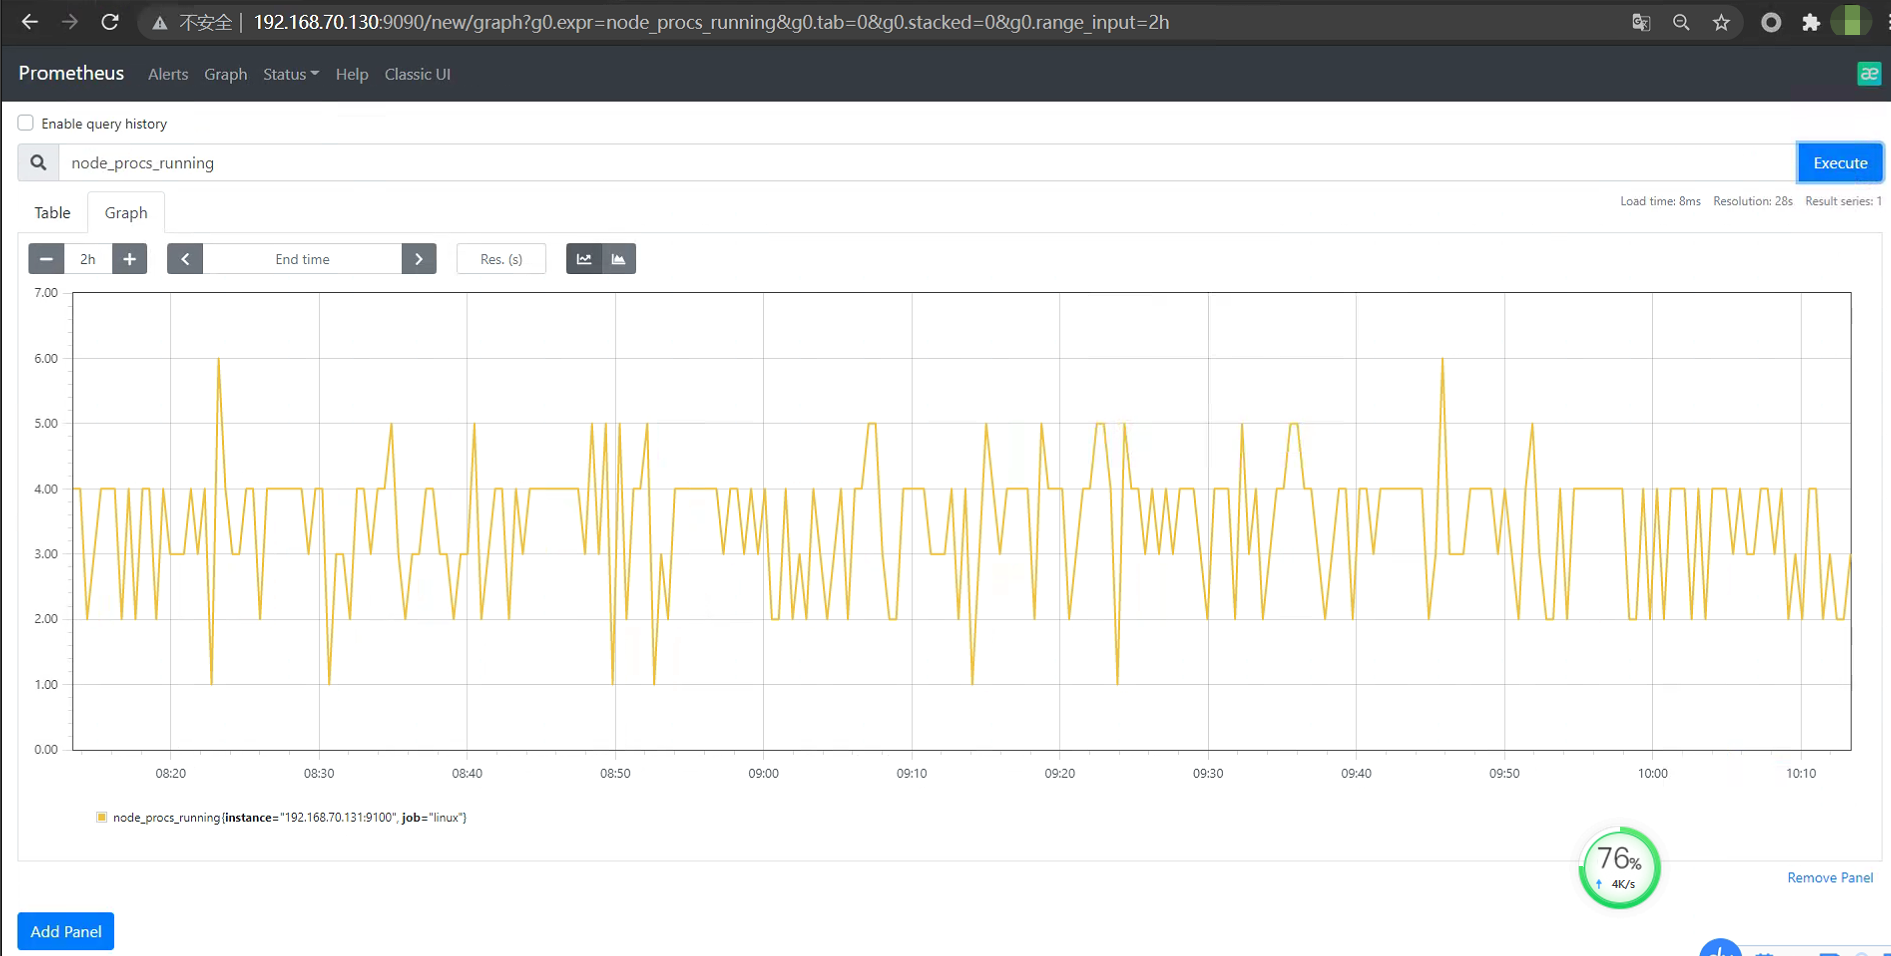 不安全 192.168.70.130:9090/new/graph?g0.expr=node_procs_running&g0.tab=0&g0.stacked=0&g0.range_input=2h
Prometheus Alerts Graph Status Help Classic UI
æ
Enable query history
node_procs_running Execute
Load time: 8ms Resolution: 28s Result series: 1
Table Graph
2h End time Res. (s)
7.00
6.00
5.00
4.00
3.00
2.00
1.00
0.00
08:20 08:30 08:40 08:50 09:00 09:10 09:20 09:30 09:40 09:50 10:00 10:10
node_procs_running{instance="192.168.70.131:9100", job="linux"}
76%
4K/s
Remove Panel
Add Panel